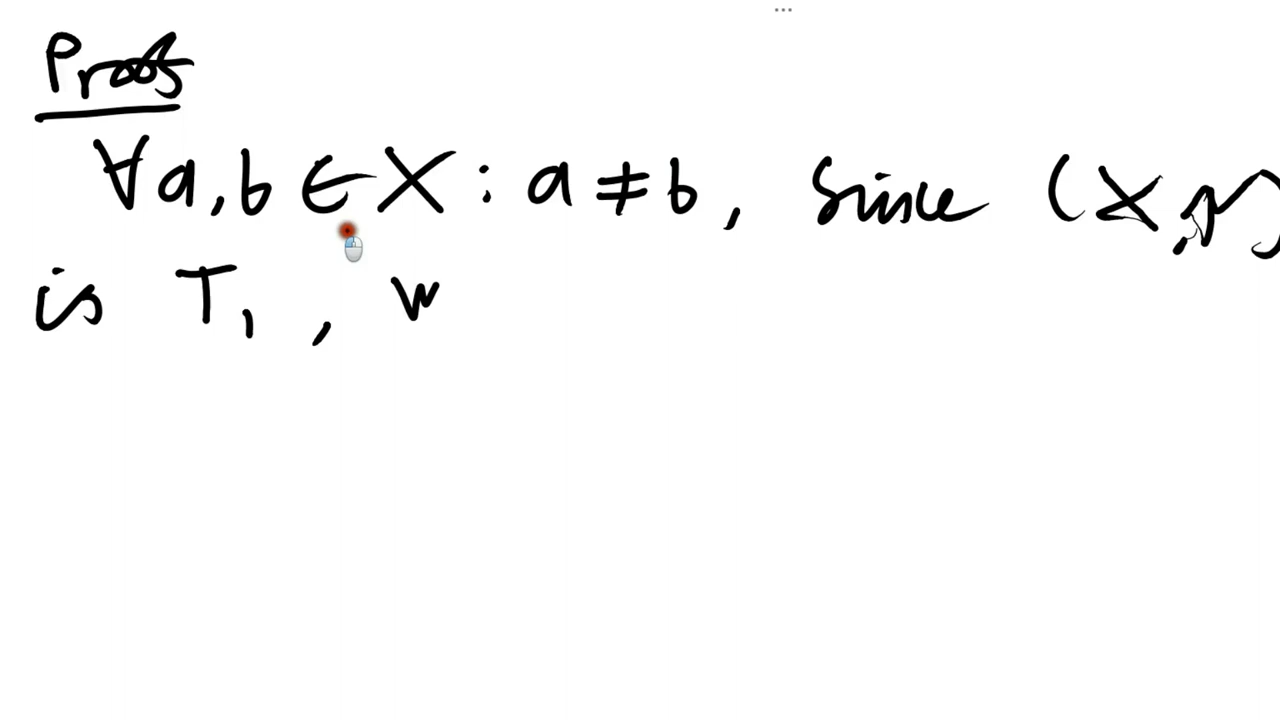 Proof
∀a,b ∈ X : a ≠ b, Since (X,
is T₁, w